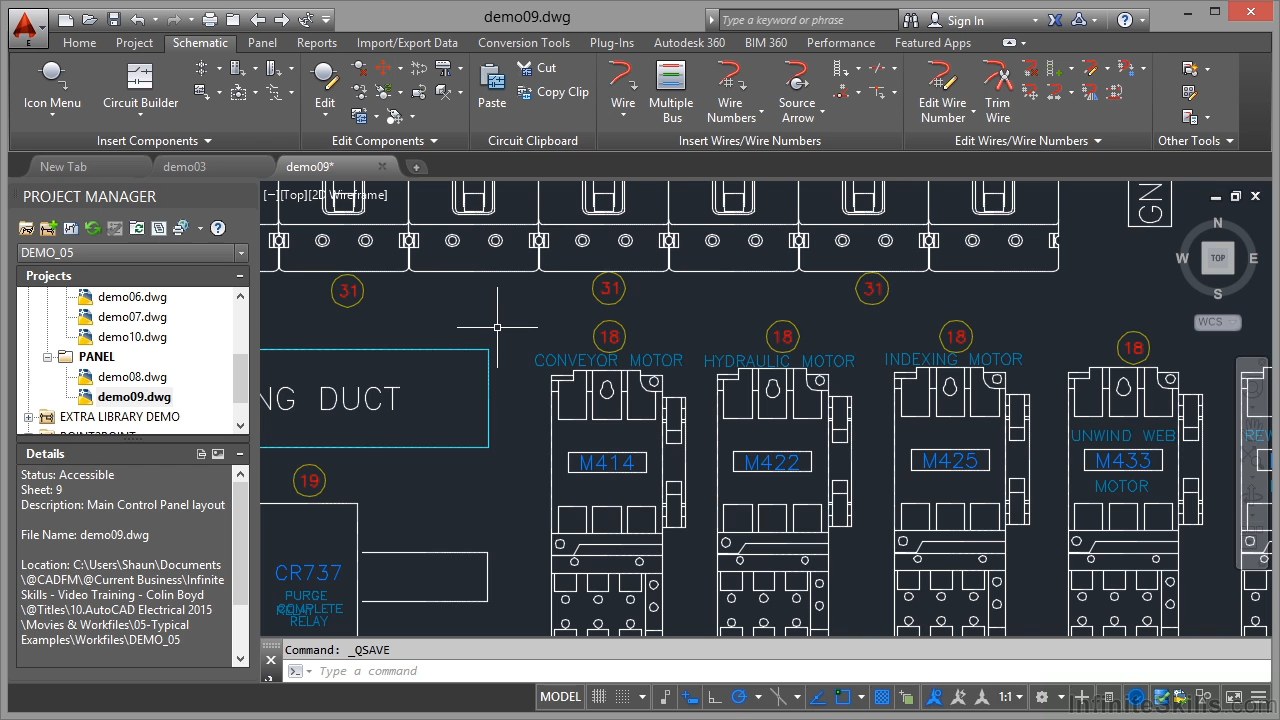 demo09.dwg
Type a keyword or phrase
Sign In
E
Home Project Schematic Panel Reports Import/Export Data Conversion Tools Plug-Ins Autodesk 360 BIM 360 Performance Featured Apps
Icon Menu
Circuit Builder
Edit
Paste
Cut
Copy Clip
Wire
Multiple
Bus
Wire
Numbers
Source
Arrow
Edit Wire
Number
Trim
Wire
Insert Components
Edit Components
Circuit Clipboard
Insert Wires/Wire Numbers
Edit Wires/Wire Numbers
Other Tools
New Tab
demo03
demo09*
PROJECT MANAGER
DEMO_05
Projects
demo06.dwg
demo07.dwg
demo10.dwg
PANEL
demo08.dwg
demo09.dwg
EXTRA LIBRARY DEMO
Details
Status: Accessible
Sheet: 9
Description: Main Control Panel layout
File Name: demo09.dwg
Location: C:\Users\Shaun\Documents
\@CADFM\@Current Business\Infinite
Skills - Video Training - Colin Boyd
\@Titles\10.AutoCAD Electrical 2015
\Movies & Workfiles\05-Typical
Examples\Workfiles\DEMO_05
[−][Top][2D Wireframe]
GN
N
W TOP E
S
WCS
31 31 31
18 18 18 18
CONVEYOR MOTOR HYDRAULIC MOTOR INDEXING MOTOR
NG DUCT
UNWIND WEB
M414 M422 M425 M433
MOTOR
19
CR737
PURGE
COMPLETE
RELAY
Command: _QSAVE
Type a command
MODEL
1:1
InfiniteSkills.com